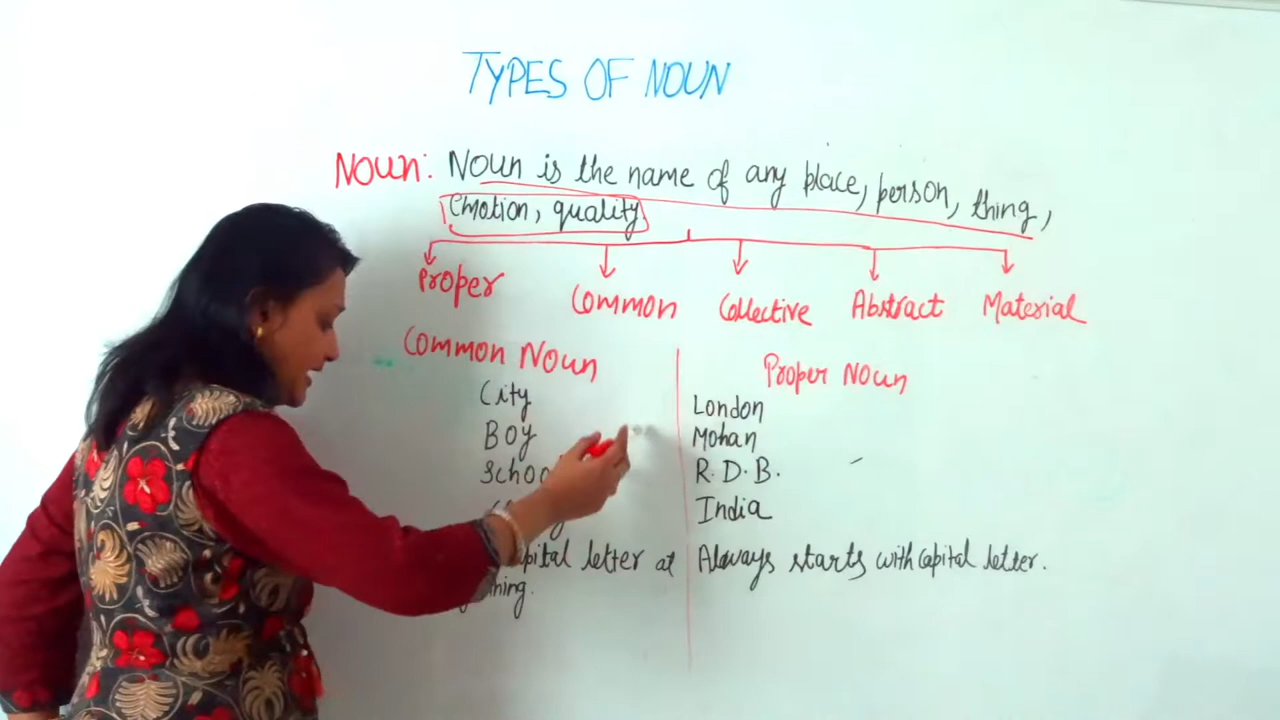 TYPES OF NOUN
Noun: Noun is the name of any place, person, thing,
emotion, quality
Proper Common Collective Abstract Material
Common Noun Proper Noun
City London
Boy Mohan
R.D.B.
India
letter at Always starts with capital letter.